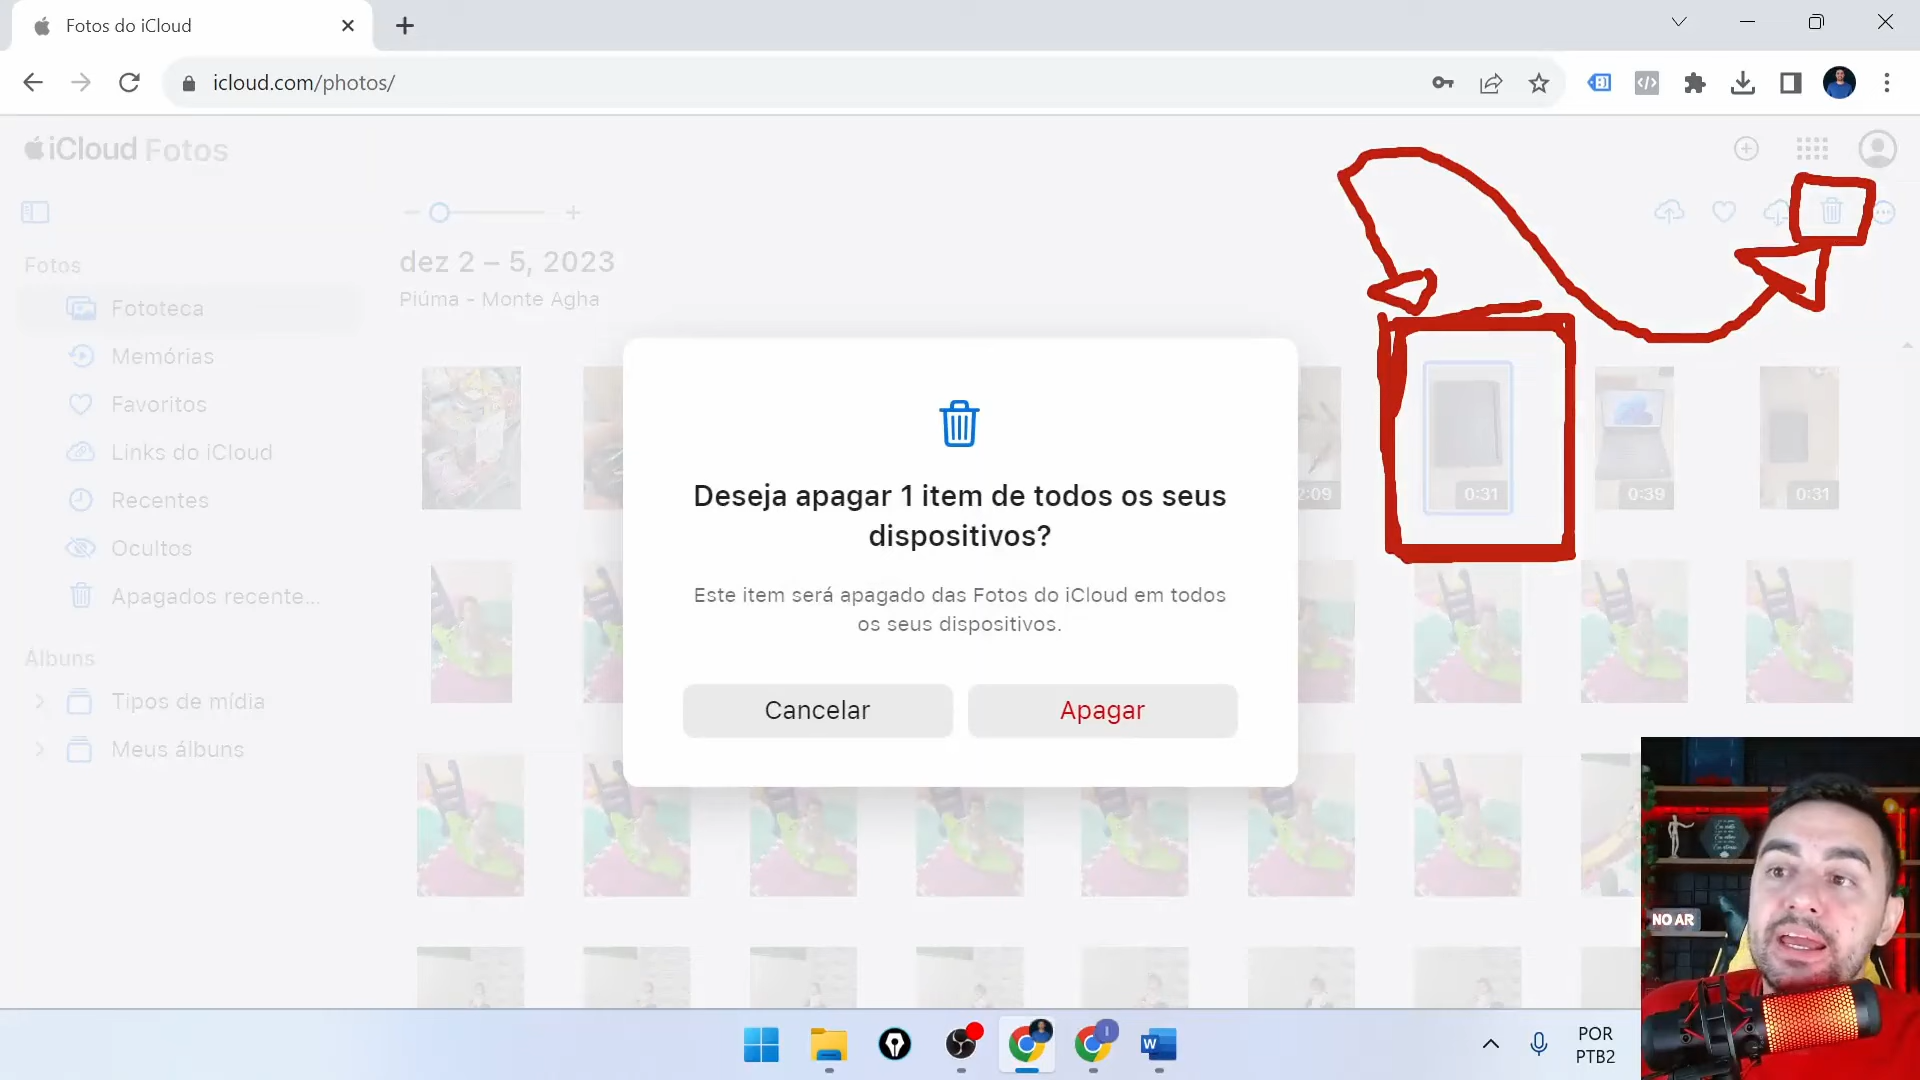 Fotos do iCloud
icloud.com/photos/
iCloud Fotos
dez 2 – 5, 2023
Piúma - Monte Agha
Fotos
Fototeca
Memórias
Favoritos
Links do iCloud
Recentes
Ocultos
Apagados recente...
Álbuns
Tipos de mídia
Meus álbuns
2:09
0:31
0:39
0:31
Deseja apagar 1 item de todos os seus
dispositivos?
Este item será apagado das Fotos do iCloud em todos
os seus dispositivos.
Cancelar
Apagar
NO AR
POR
PTB2